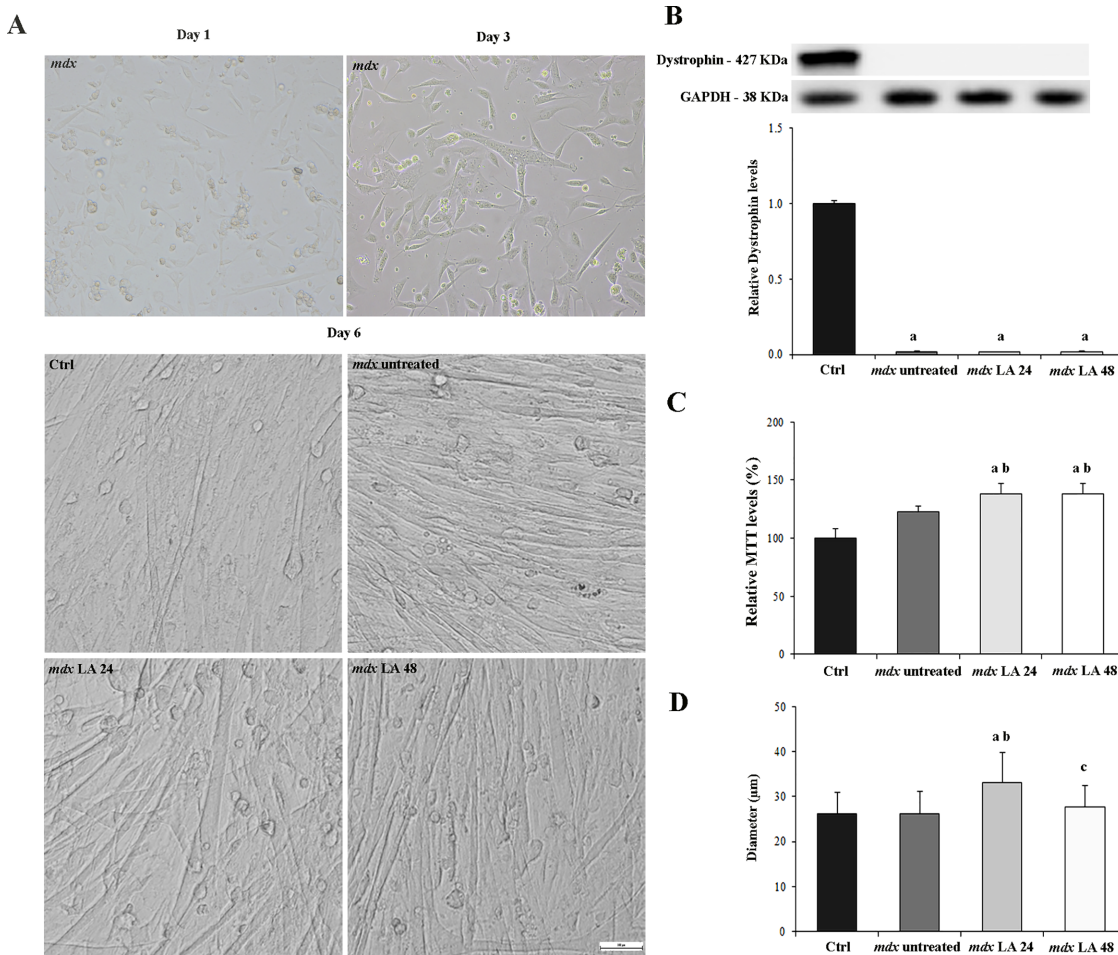 A
Day 1
Day 3
mdx
mdx
Day 6
Ctrl
mdx untreated
mdx LA 24
mdx LA 48
B
Dystrophin - 427 KDa
GAPDH - 38 KDa
Relative Dystrophin levels
1.5
1.0
0.5
0.0
a
a
a
Ctrl
mdx untreated
mdx LA 24
mdx LA 48
C
Relative MTT levels (%)
200
150
100
50
0
a b
a b
Ctrl
mdx untreated
mdx LA 24
mdx LA 48
D
Diameter (µm)
50
40
30
20
10
0
a b
c
Ctrl
mdx untreated
mdx LA 24
mdx LA 48